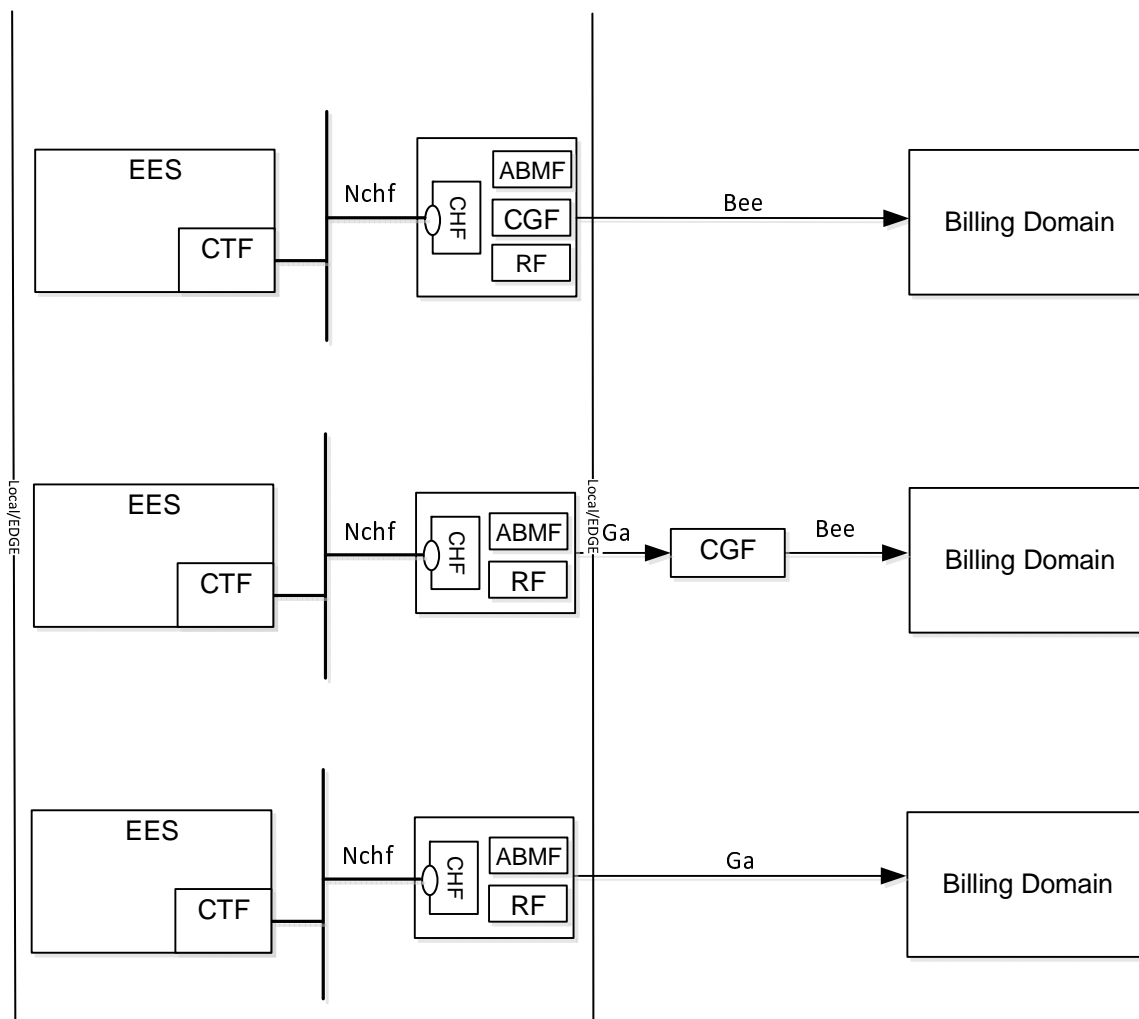 EES
CTF
Nchf
CHF
ABMF
CGF
RF
Bee
Billing Domain
Local/EDGE
EES
CTF
Nchf
CHF
ABMF
RF
Local/EDGE
Ga
CGF
Bee
Billing Domain
EES
CTF
Nchf
CHF
ABMF
RF
Ga
Billing Domain